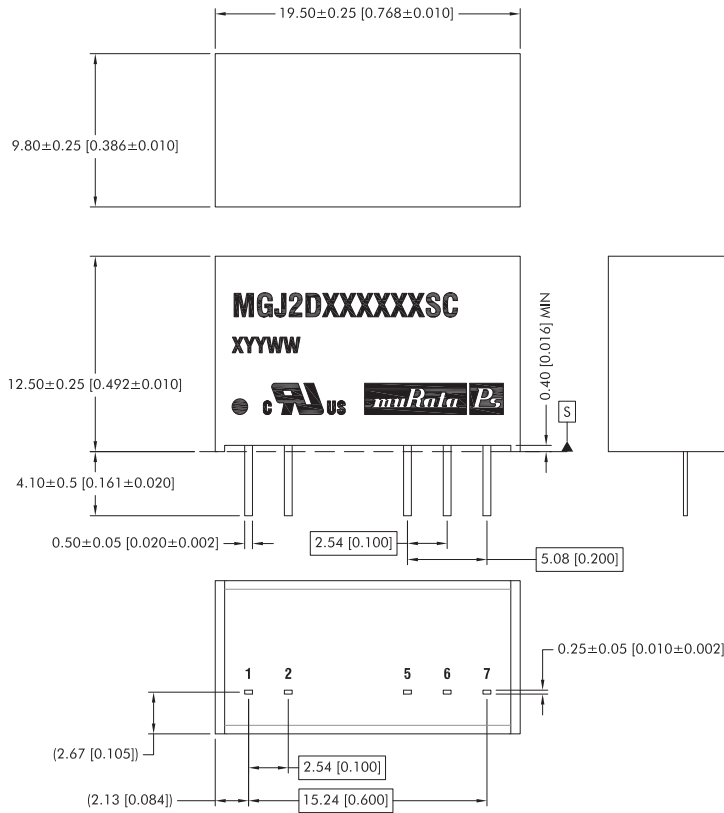 19.50±0.25 [0.768±0.010]
9.80±0.25 [0.386±0.010]
MGJ2DXXXXXXSC
XYYWW
12.50±0.25 [0.492±0.010]
0.40 [0.016] MIN
C UR US
muRata Ps
S
4.10±0.5 [0.161±0.020]
0.50±0.05 [0.020±0.002]
2.54 [0.100]
5.08 [0.200]
0.25±0.05 [0.010±0.002]
1 2 5 6 7
(2.67 [0.105])
2.54 [0.100]
(2.13 [0.084])
15.24 [0.600]